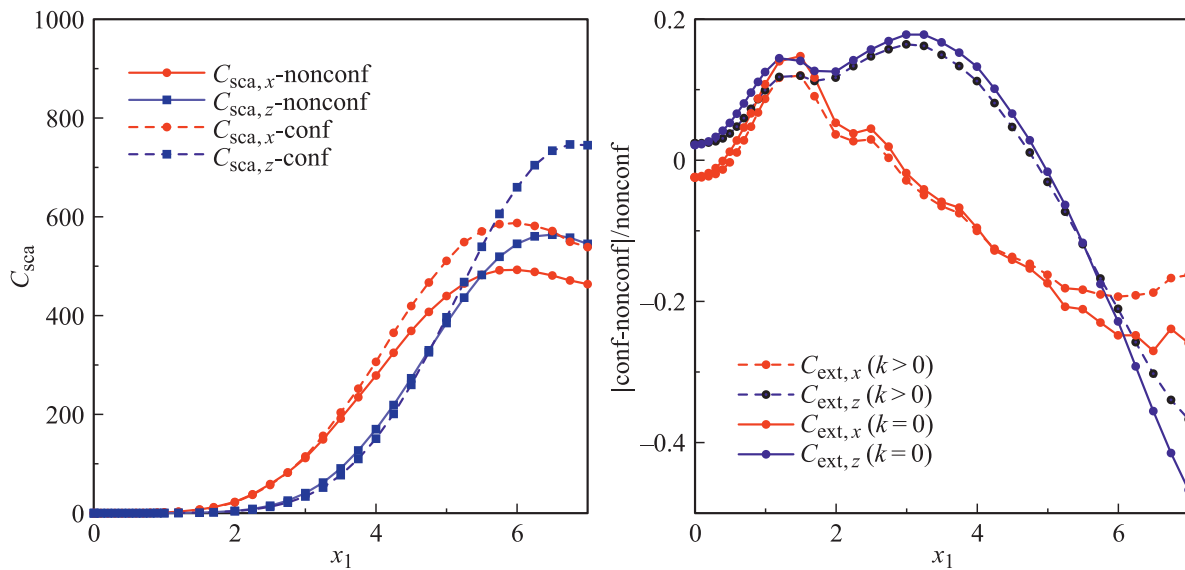 1000
800
600
400
200
0
C_sca
C_sca, x-nonconf
C_sca, z-nonconf
C_sca, x-conf
C_sca, z-conf
0 2 4 6
x_1
0.2
0
−0.2
−0.4
|conf-nonconf|/nonconf
C_ext, x (k > 0)
C_ext, z (k > 0)
C_ext, x (k = 0)
C_ext, z (k = 0)
0 2 4 6
x_1